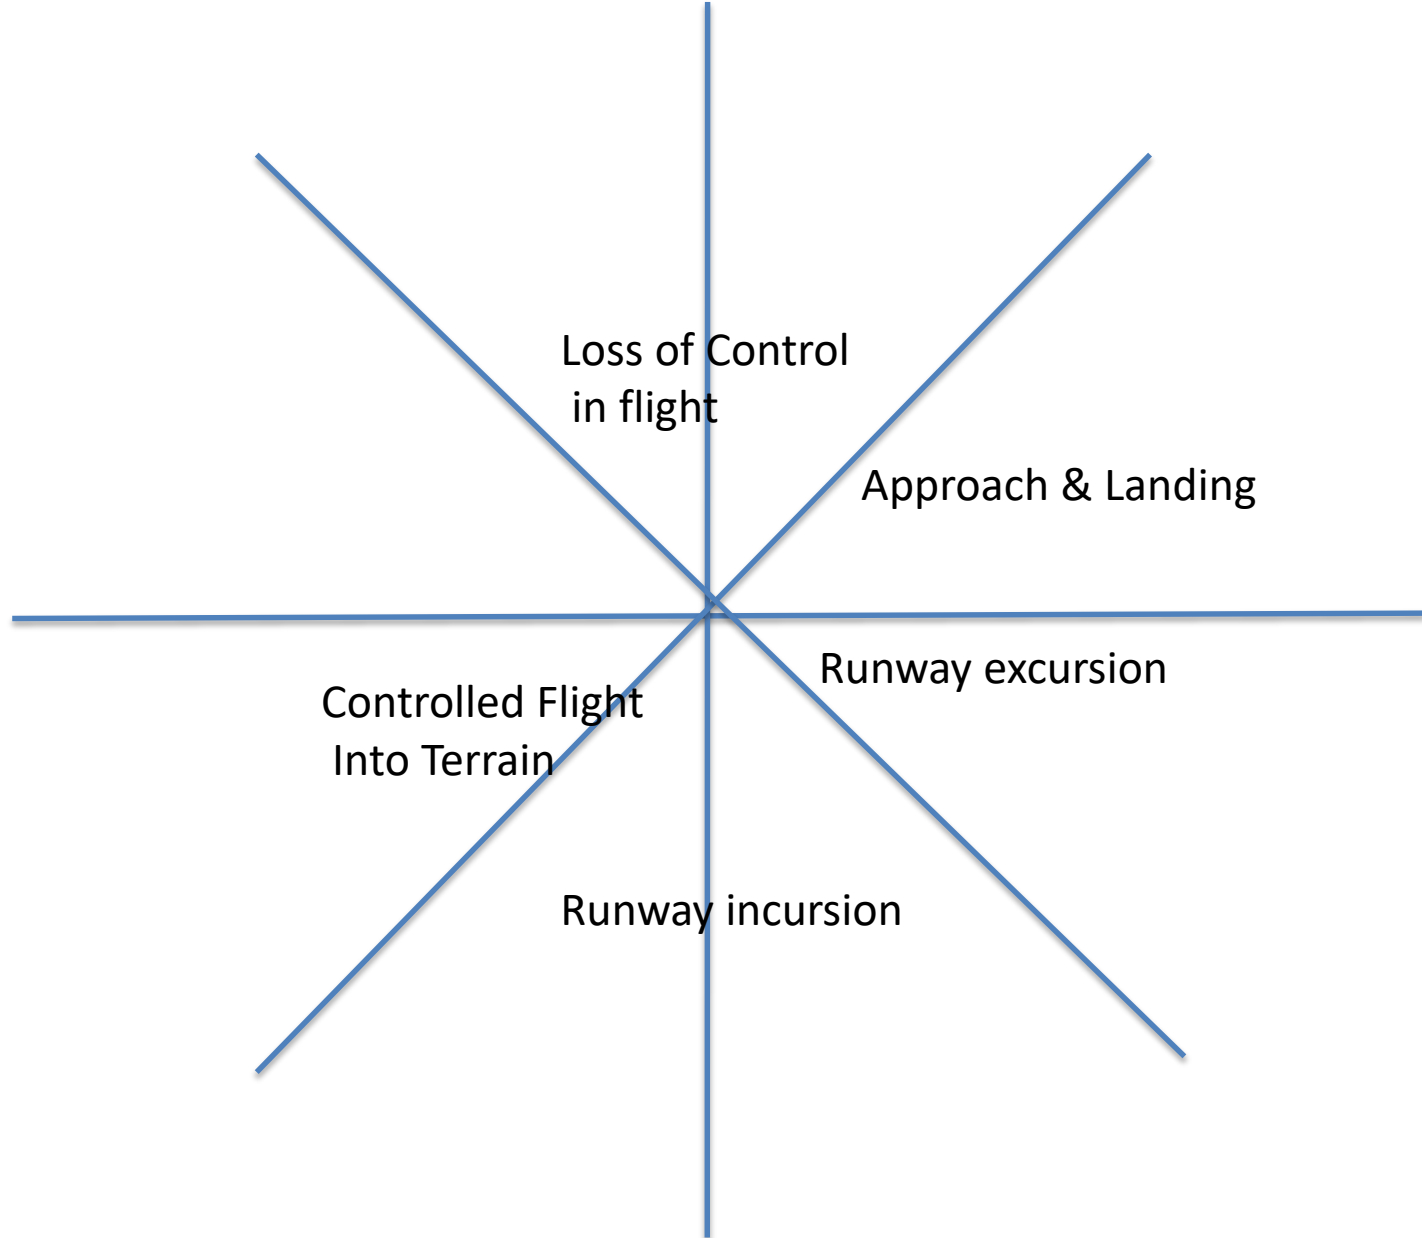 Loss of Control
in flight
Approach & Landing
Runway excursion
Controlled Flight
Into Terrain
Runway incursion